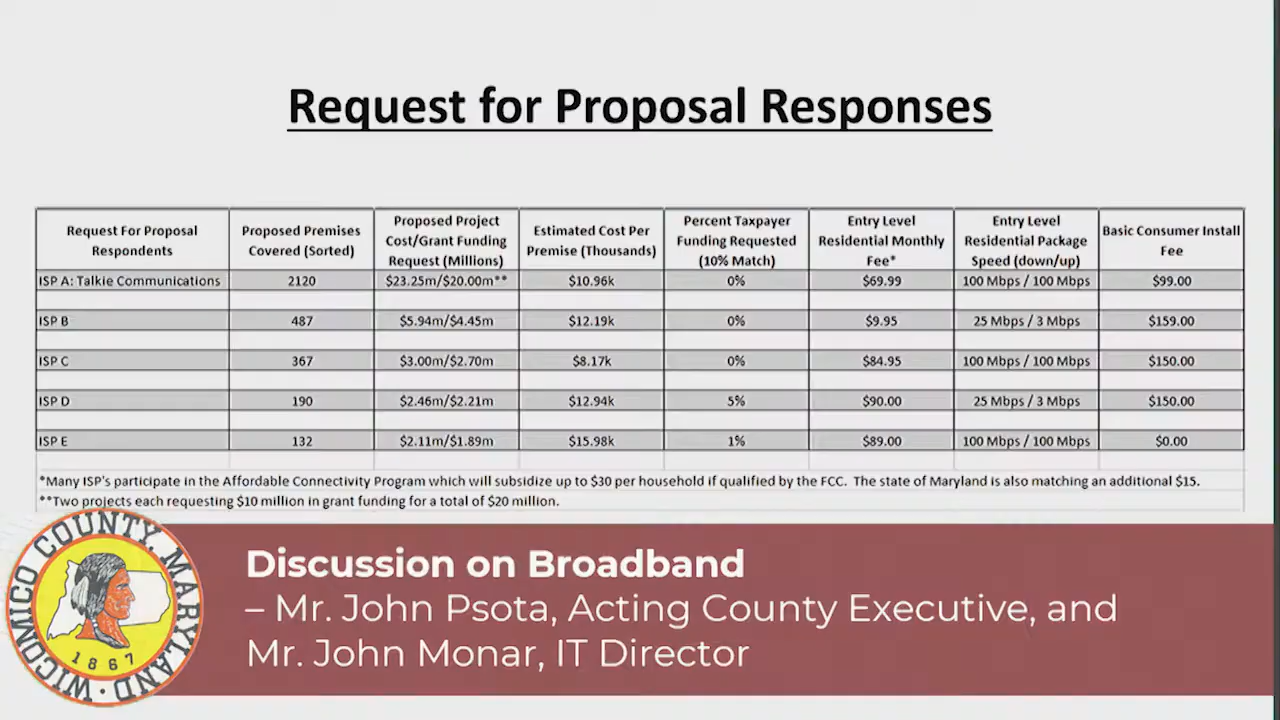 Request for Proposal Responses
Request For Proposal Respondents | Proposed Premises Covered (Sorted) | Proposed Project Cost/Grant Funding Request (Millions) | Estimated Cost Per Premise (Thousands) | Percent Taxpayer Funding Requested (10% Match) | Entry Level Residential Monthly Fee* | Entry Level Residential Package Speed (down/up) | Basic Consumer Install Fee
ISP A: Talkie Communications | 2120 | $23.25m/$20.00m** | $10.96k | 0% | $69.99 | 100 Mbps / 100 Mbps | $99.00
ISP B | 487 | $5.94m/$4.45m | $12.19k | 0% | $9.95 | 25 Mbps / 3 Mbps | $159.00
ISP C | 367 | $3.00m/$2.70m | $8.17k | 0% | $84.95 | 100 Mbps / 100 Mbps | $150.00
ISP D | 190 | $2.46m/$2.21m | $12.94k | 5% | $90.00 | 25 Mbps / 3 Mbps | $150.00
ISP E | 132 | $2.11m/$1.89m | $15.98k | 1% | $89.00 | 100 Mbps / 100 Mbps | $0.00
*Many ISP's participate in the Affordable Connectivity Program which will subsidize up to $30 per household if qualified by the FCC. The state of Maryland is also matching an additional $15.
**Two projects each requesting $10 million in grant funding for a total of $20 million.
WICOMICO COUNTY, MARYLAND
1867
Discussion on Broadband
– Mr. John Psota, Acting County Executive, and
Mr. John Monar, IT Director